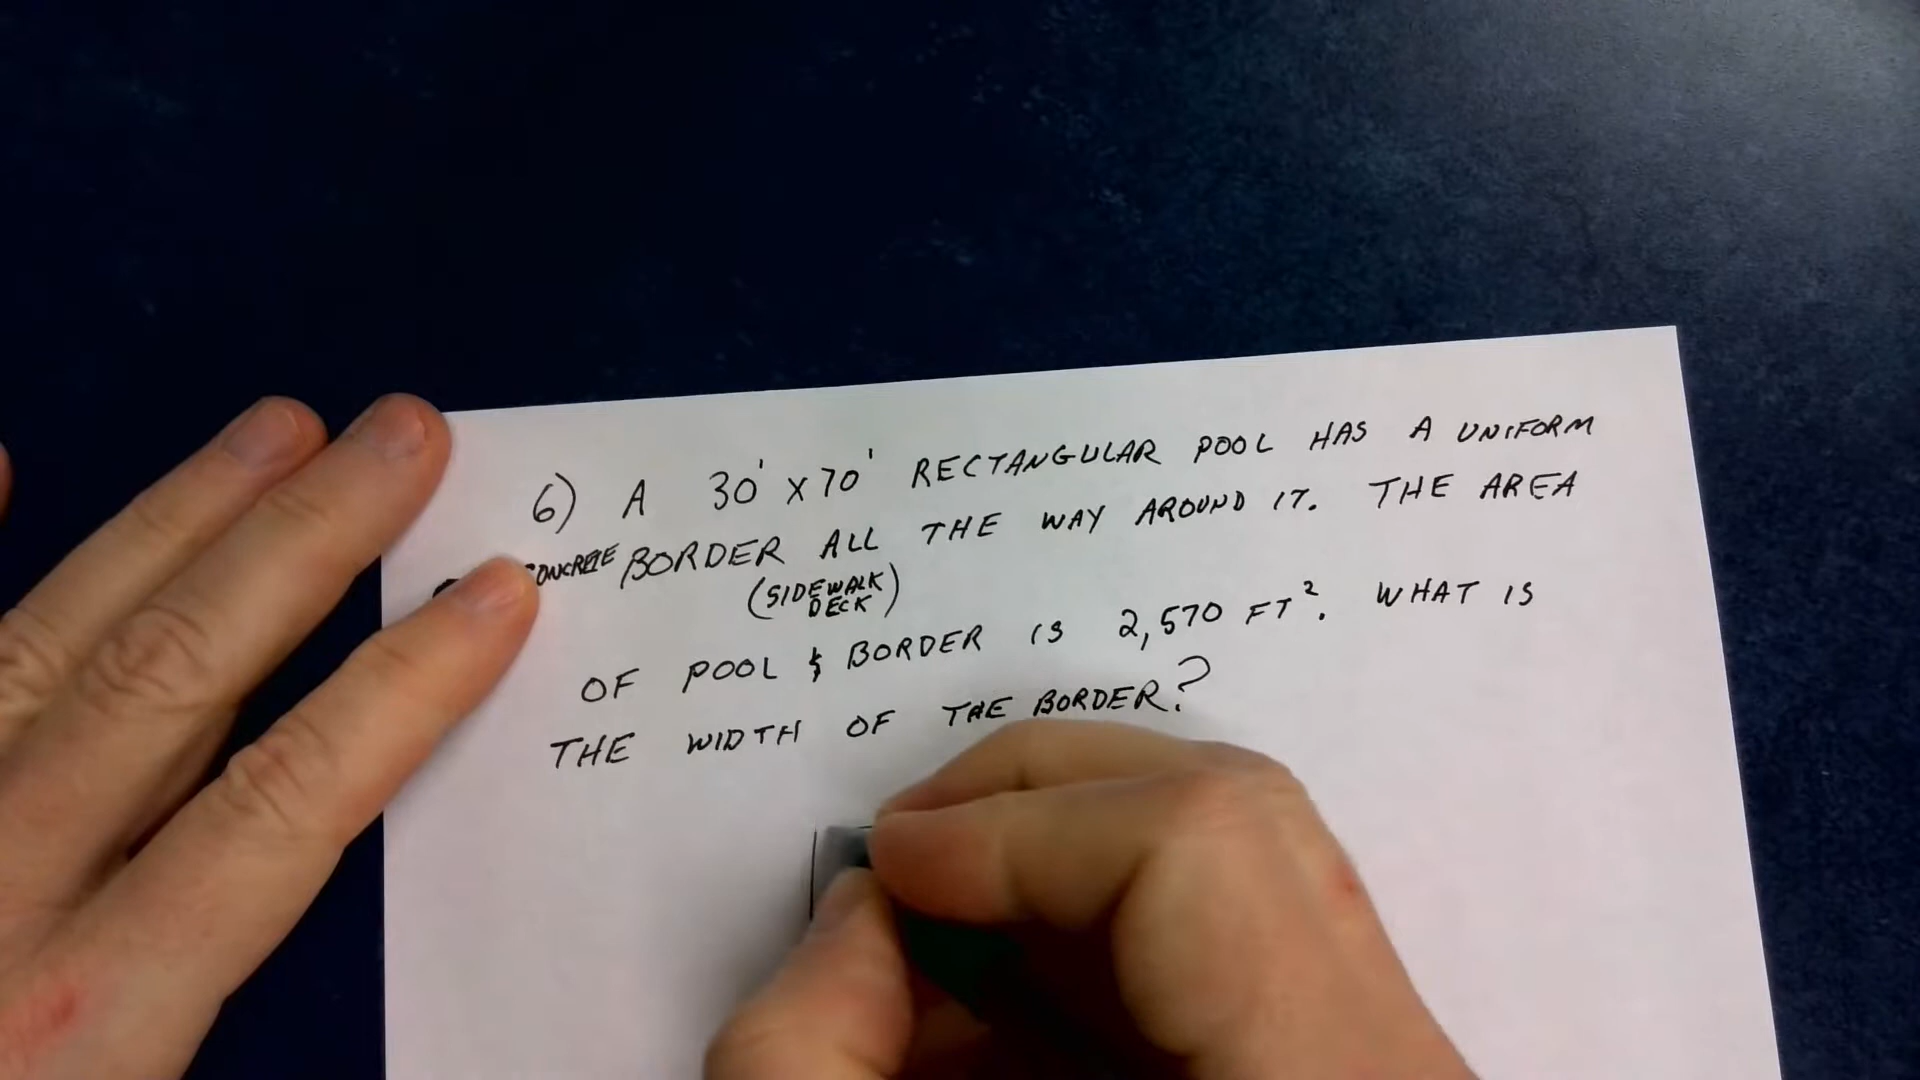 6) A 30' x 70' RECTANGULAR POOL HAS A UNIFORM
CONCRETE BORDER ALL THE WAY AROUND IT. THE AREA
(SIDEWALK
DECK)
OF POOL & BORDER IS 2,570 FT². WHAT IS
THE WIDTH OF THE BORDER?